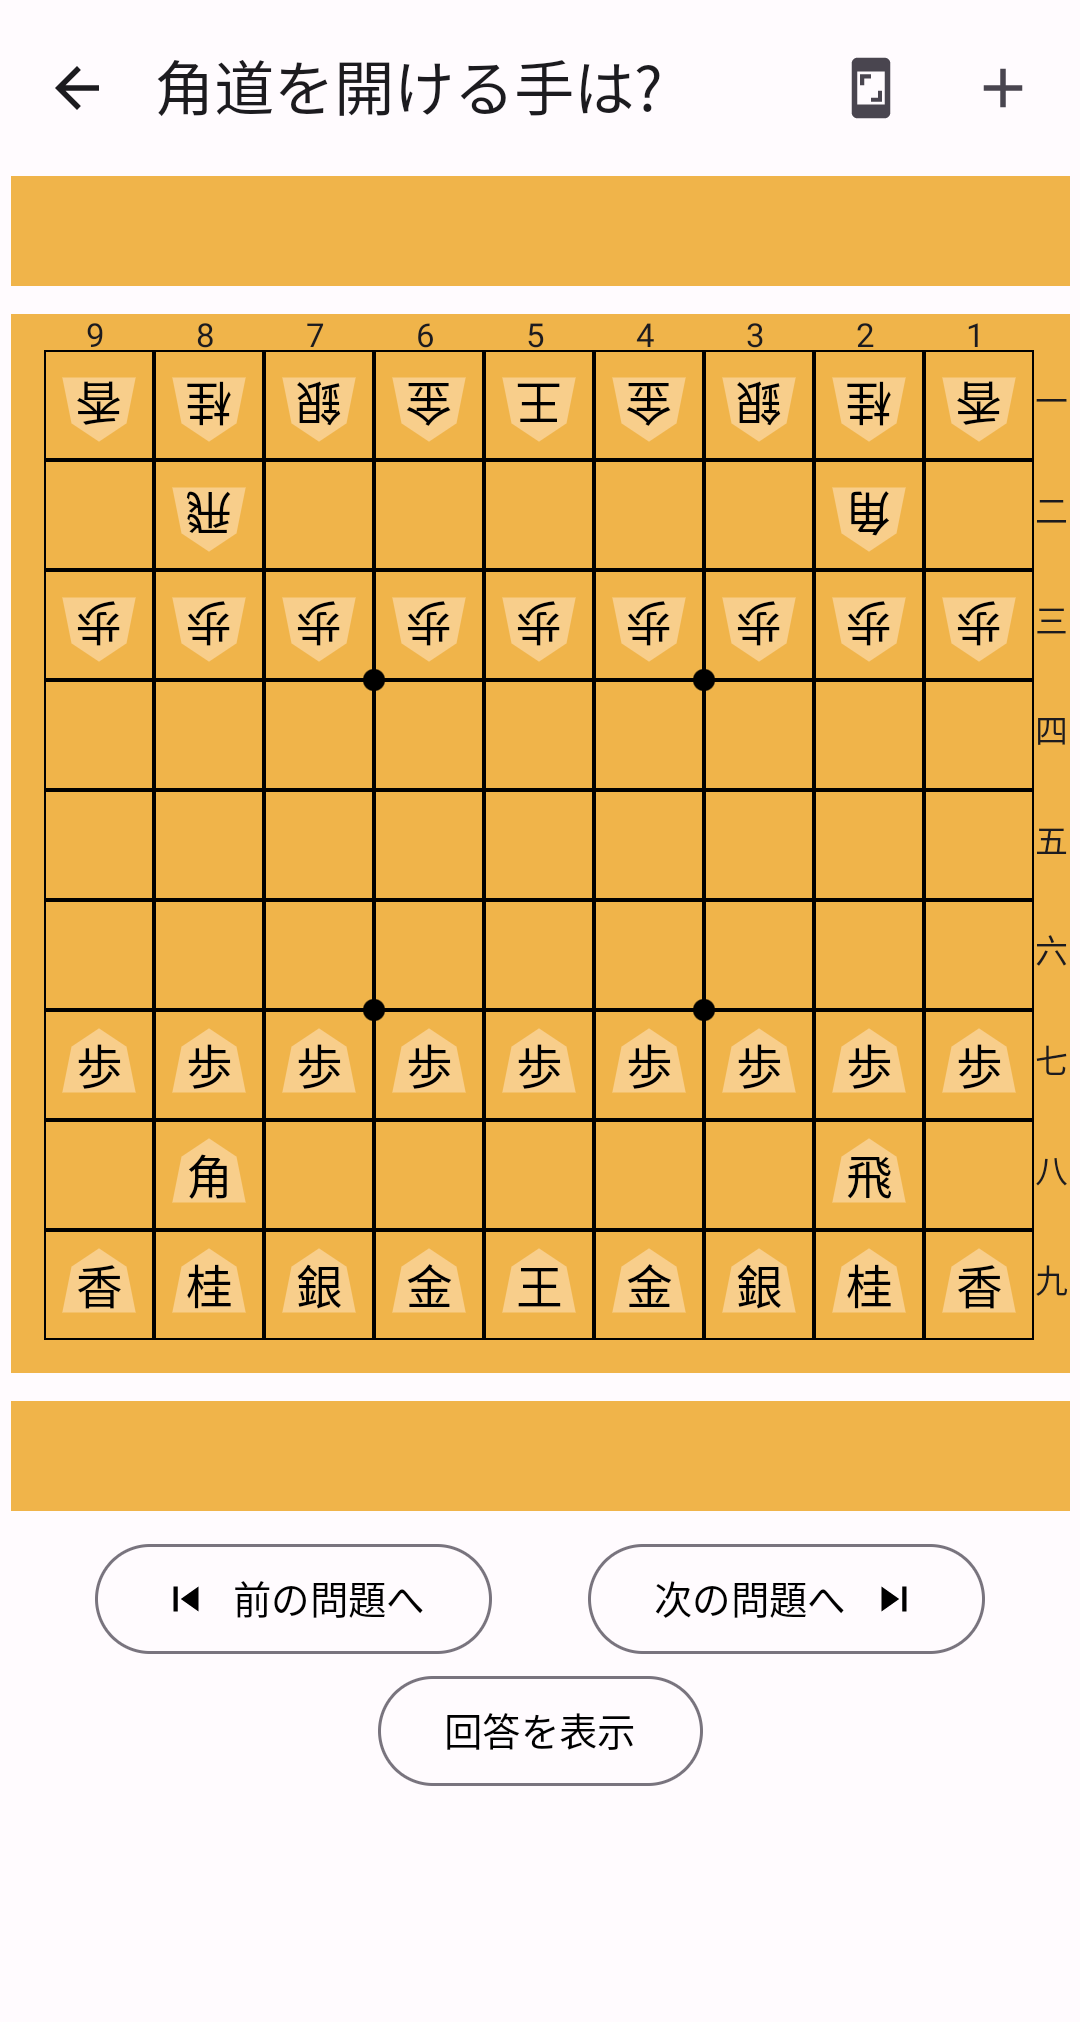 角道を開ける手は?
9 8 7 6 5 4 3 2 1
香 桂 銀 金 王 金 銀 桂 香 一
飛 角 二
歩 歩 歩 歩 歩 歩 歩 歩 歩 三
四
五
六
歩 歩 歩 歩 歩 歩 歩 歩 歩 七
角 飛 八
香 桂 銀 金 王 金 銀 桂 香 九
前の問題へ 次の問題へ
回答を表示